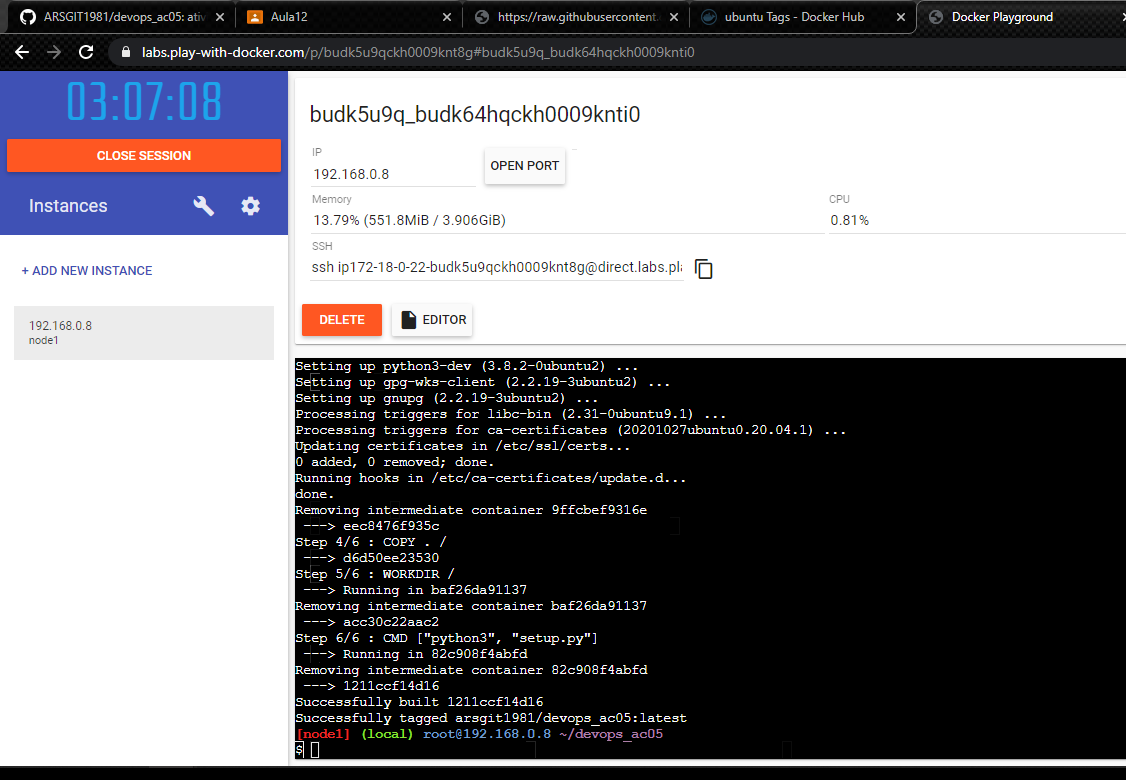 ARSGIT1981/devops_ac05: ativ
Aula12
https://raw.githubusercontent.
ubuntu Tags - Docker Hub
Docker Playground
labs.play-with-docker.com/p/budk5u9qckh0009knt8g#budk5u9q_budk64hqckh0009knti0
03:07:08
CLOSE SESSION
Instances
+ ADD NEW INSTANCE
192.168.0.8
node1
budk5u9q_budk64hqckh0009knti0
IP
192.168.0.8
OPEN PORT
Memory
13.79% (551.8MiB / 3.906GiB)
CPU
0.81%
SSH
ssh ip172-18-0-22-budk5u9qckh0009knt8g@direct.labs.pla
DELETE
EDITOR
Setting up python3-dev (3.8.2-0ubuntu2) ...
Setting up gpg-wks-client (2.2.19-3ubuntu2) ...
Setting up gnupg (2.2.19-3ubuntu2) ...
Processing triggers for libc-bin (2.31-0ubuntu9.1) ...
Processing triggers for ca-certificates (20201027ubuntu0.20.04.1) ...
Updating certificates in /etc/ssl/certs...
0 added, 0 removed; done.
Running hooks in /etc/ca-certificates/update.d...
done.
Removing intermediate container 9ffcbef9316e
---> eec8476f935c
Step 4/6 : COPY . /
---> d6d50ee23530
Step 5/6 : WORKDIR /
---> Running in baf26da91137
Removing intermediate container baf26da91137
---> acc30c22aac2
Step 6/6 : CMD ["python3", "setup.py"]
---> Running in 82c908f4abfd
Removing intermediate container 82c908f4abfd
---> 1211ccf14d16
Successfully built 1211ccf14d16
Successfully tagged arsgit1981/devops_ac05:latest
[node1] (local) root@192.168.0.8 ~/devops_ac05
$